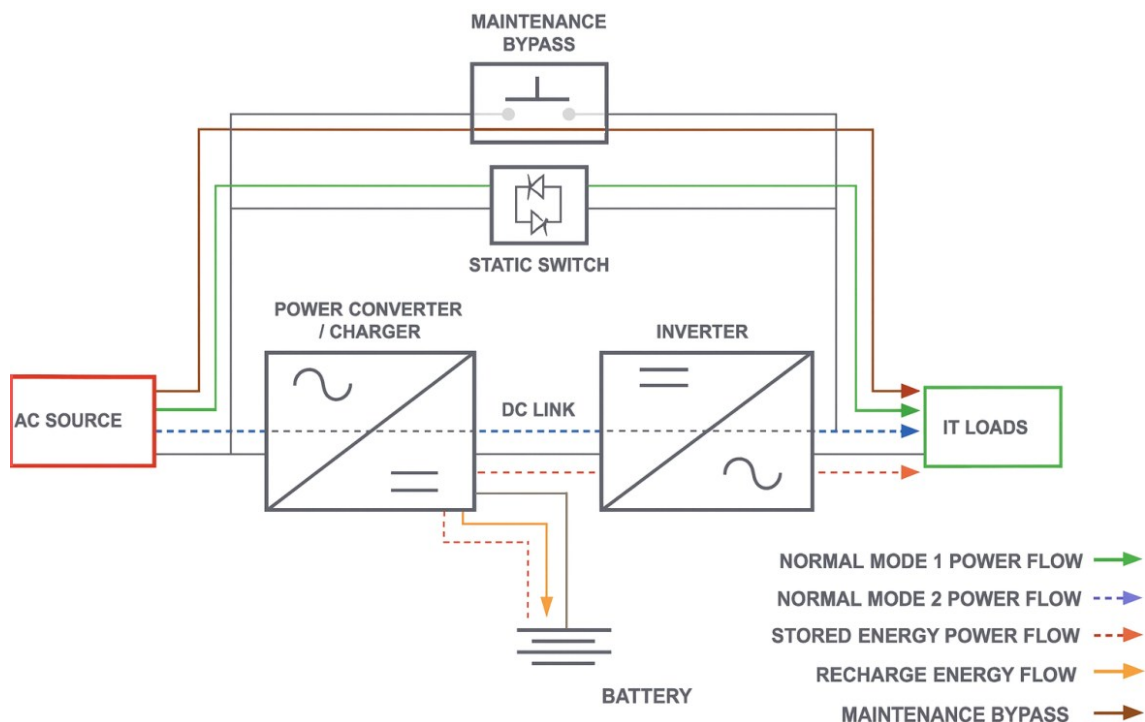 MAINTENANCE
BYPASS
STATIC SWITCH
POWER CONVERTER
/ CHARGER
INVERTER
AC SOURCE
DC LINK
IT LOADS
NORMAL MODE 1 POWER FLOW
NORMAL MODE 2 POWER FLOW
STORED ENERGY POWER FLOW
RECHARGE ENERGY FLOW
BATTERY
MAINTENANCE BYPASS